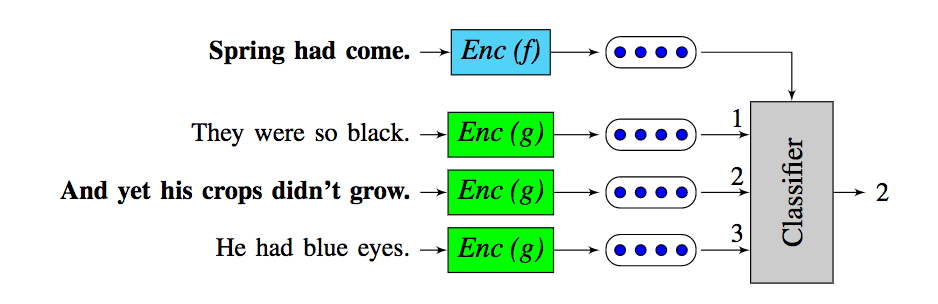 Spring had come. Enc (f)
They were so black. Enc (g) 1
And yet his crops didn't grow. Enc (g) 2
He had blue eyes. Enc (g) 3
Classifier
2